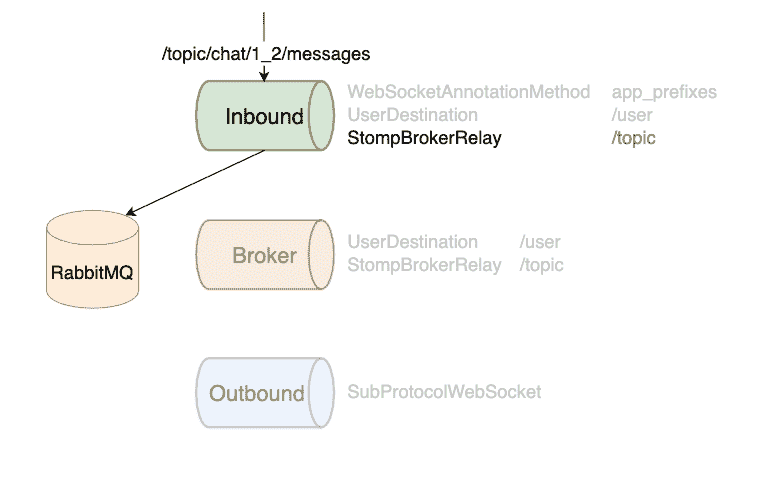 /topic/chat/1_2/messages
Inbound
WebSocketAnnotationMethod app_prefixes
UserDestination /user
StompBrokerRelay /topic
RabbitMQ
Broker
UserDestination /user
StompBrokerRelay /topic
Outbound
SubProtocolWebSocket